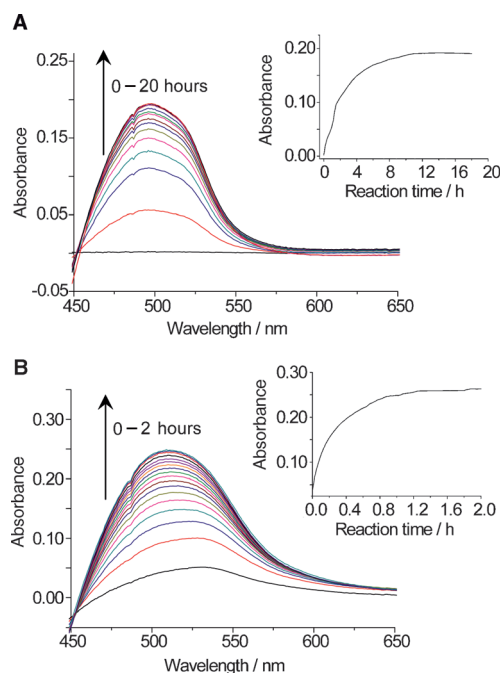 A
0.25
0.15
0.05
-0.05
Absorbance
0–20 hours
450 500 550 600 650
Wavelength / nm
0.20
0.10
0.00
Absorbance
0 4 8 12 16 20
Reaction time / h
B
0.30
0.20
0.10
0.00
Absorbance
0–2 hours
450 500 550 600 650
Wavelength / nm
0.30
0.20
0.10
Absorbance
0.0 0.4 0.8 1.2 1.6 2.0
Reaction time / h